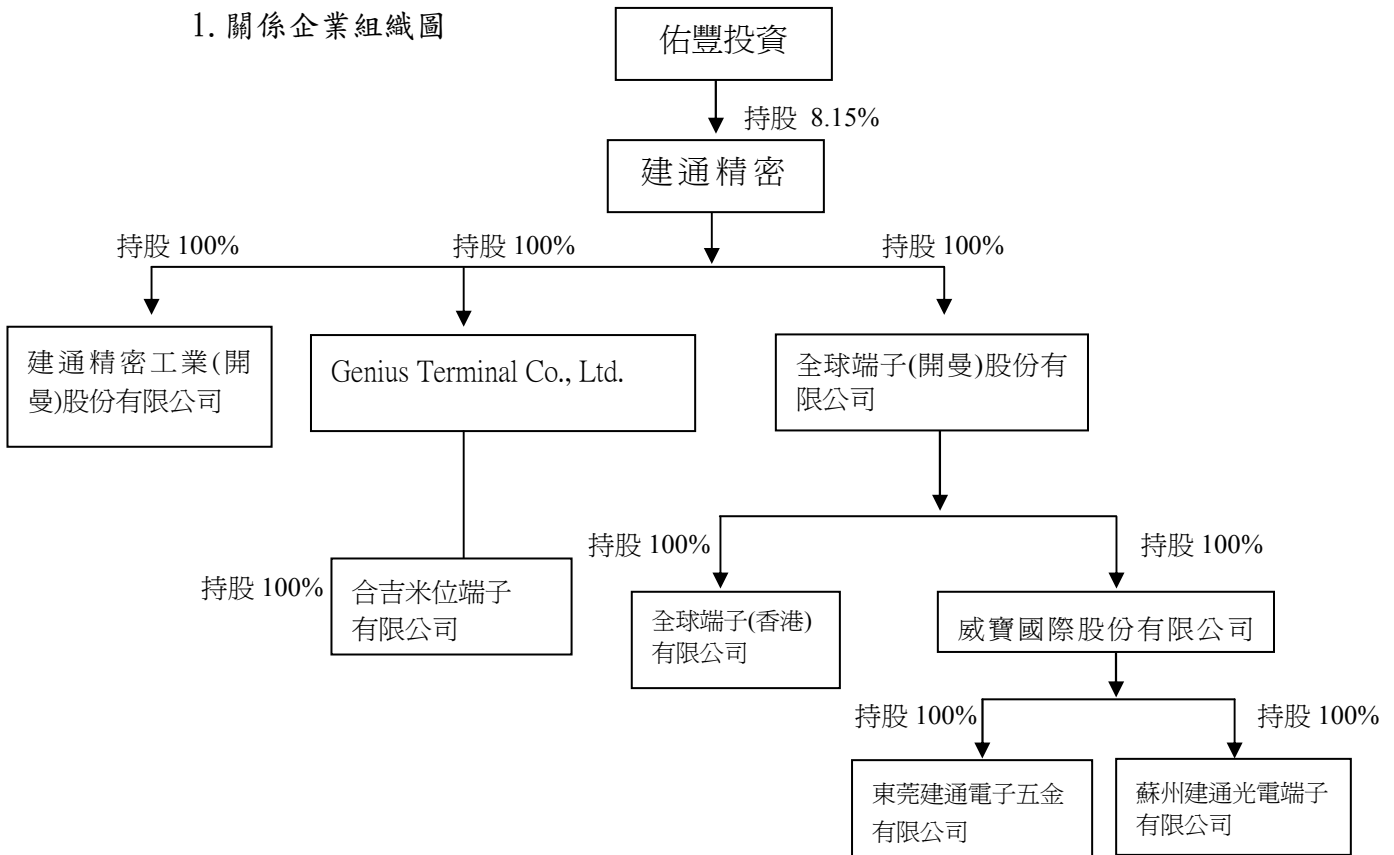 1. 關係企業組織圖
佑豐投資
持股 8.15%
建通精密
持股 100%
持股 100%
持股 100%
建通精密工業(開
曼)股份有限公司
Genius Terminal Co., Ltd.
全球端子(開曼)股份有
限公司
持股 100%
持股 100%
持股 100%
合吉米位端子
有限公司
全球端子(香港)
有限公司
威寶國際股份有限公司
持股 100%
持股 100%
東莞建通電子五金
有限公司
蘇州建通光電端子
有限公司